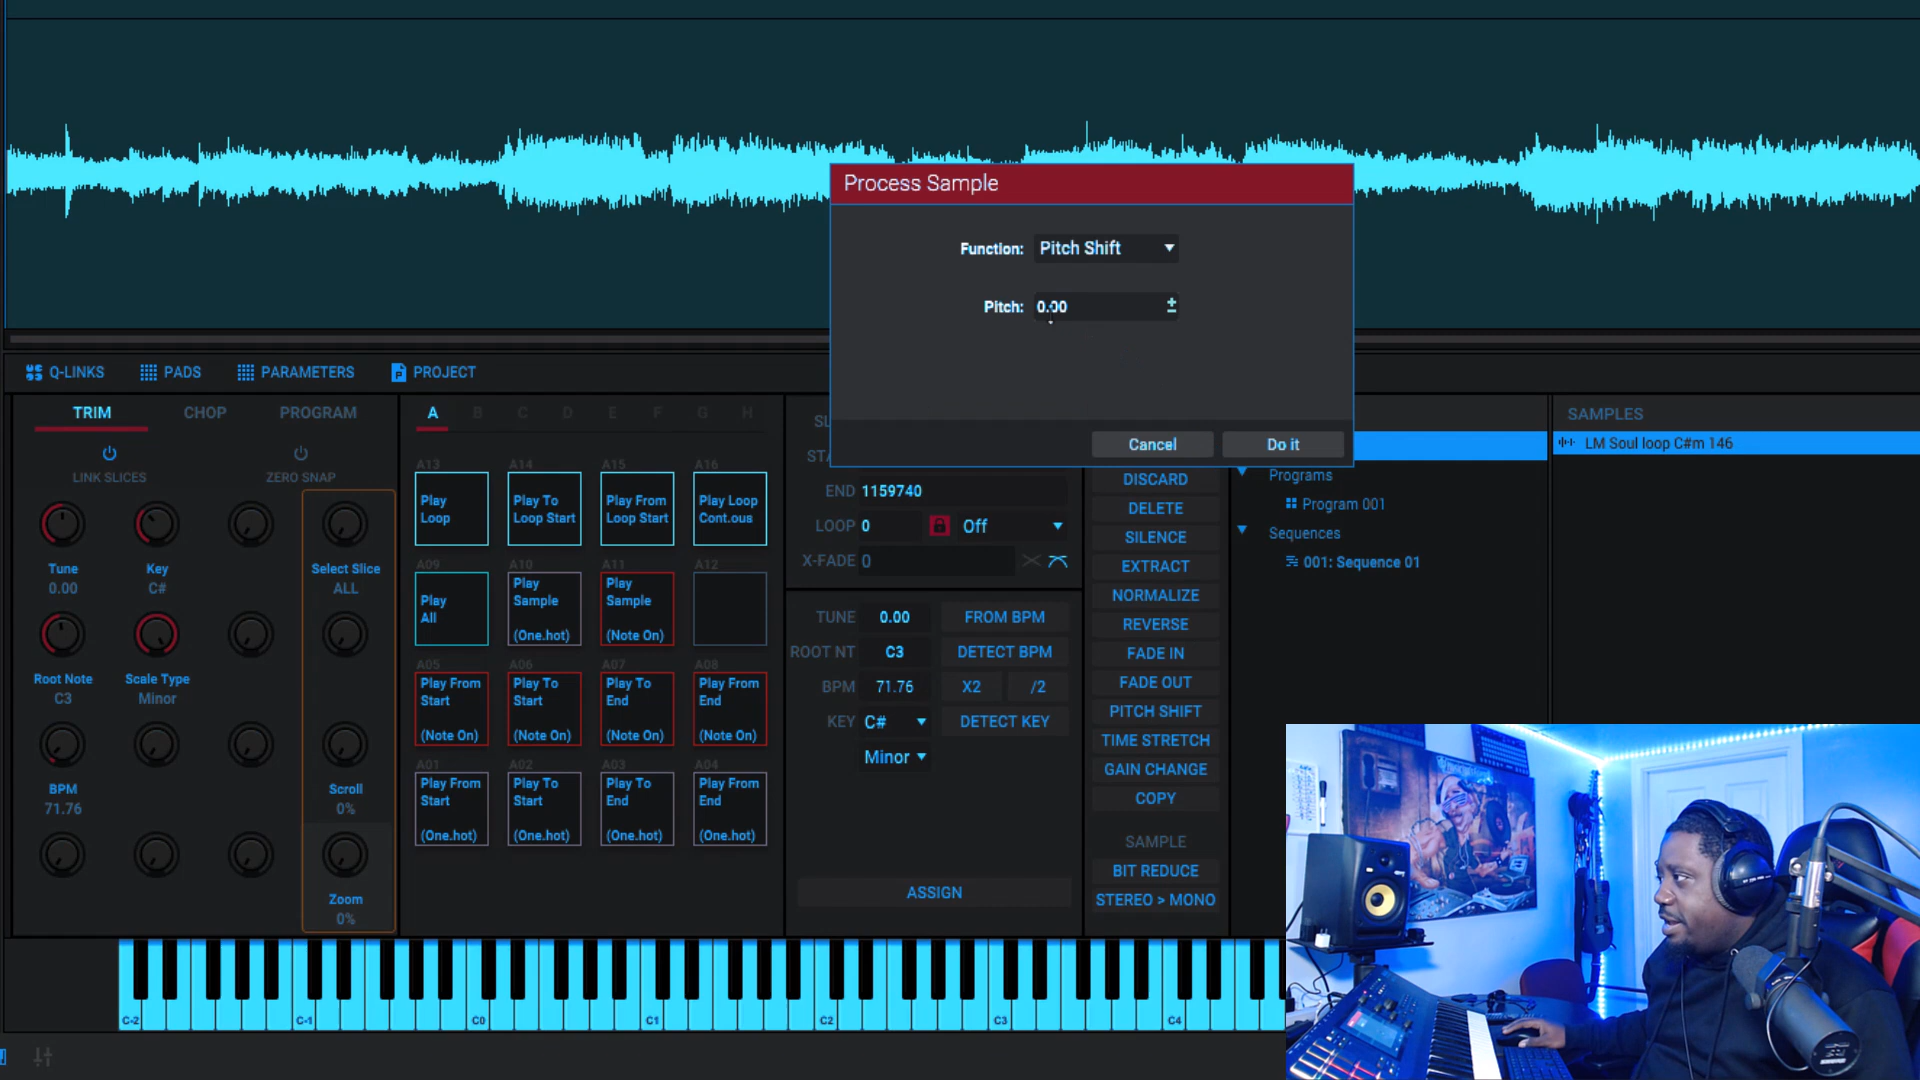 Process Sample
Function: Pitch Shift
Pitch: 0.00
Cancel Do it
Q-LINKS PADS PARAMETERS PROJECT
TRIM CHOP PROGRAM
LINK SLICES ZERO SNAP
Tune
0.00
Key
C#
Select Slice
ALL
Root Note
C3
Scale Type
Minor
Scroll
0%
BPM
71.76
Zoom
0%
A B C D E F G H
A13 A14 A15 A16
Play Loop
Play To Loop Start
Play From Loop Start
Play Loop Cont.ous
A09 A10 A11 A12
Play All
Play Sample (One.hot)
Play Sample (Note On)
A05 A06 A07 A08
Play From Start (Note On)
Play To Start (Note On)
Play To End (Note On)
Play From End (Note On)
A01 A02 A03 A04
Play From Start (One.hot)
Play To Start (One.hot)
Play To End (One.hot)
Play From End (One.hot)
END 1159740
LOOP 0 Off
X-FADE 0
TUNE 0.00 FROM BPM
ROOT NT C3 DETECT BPM
BPM 71.76 X2 /2
KEY C# DETECT KEY
Minor
ASSIGN
DISCARD
DELETE
SILENCE
EXTRACT
NORMALIZE
REVERSE
FADE IN
FADE OUT
PITCH SHIFT
TIME STRETCH
GAIN CHANGE
COPY
SAMPLE
BIT REDUCE
STEREO > MONO
Programs
Program 001
Sequences
001: Sequence 01
SAMPLES
LM Soul loop C#m 146
C-2 C-1 C0 C1 C2 C3 C4